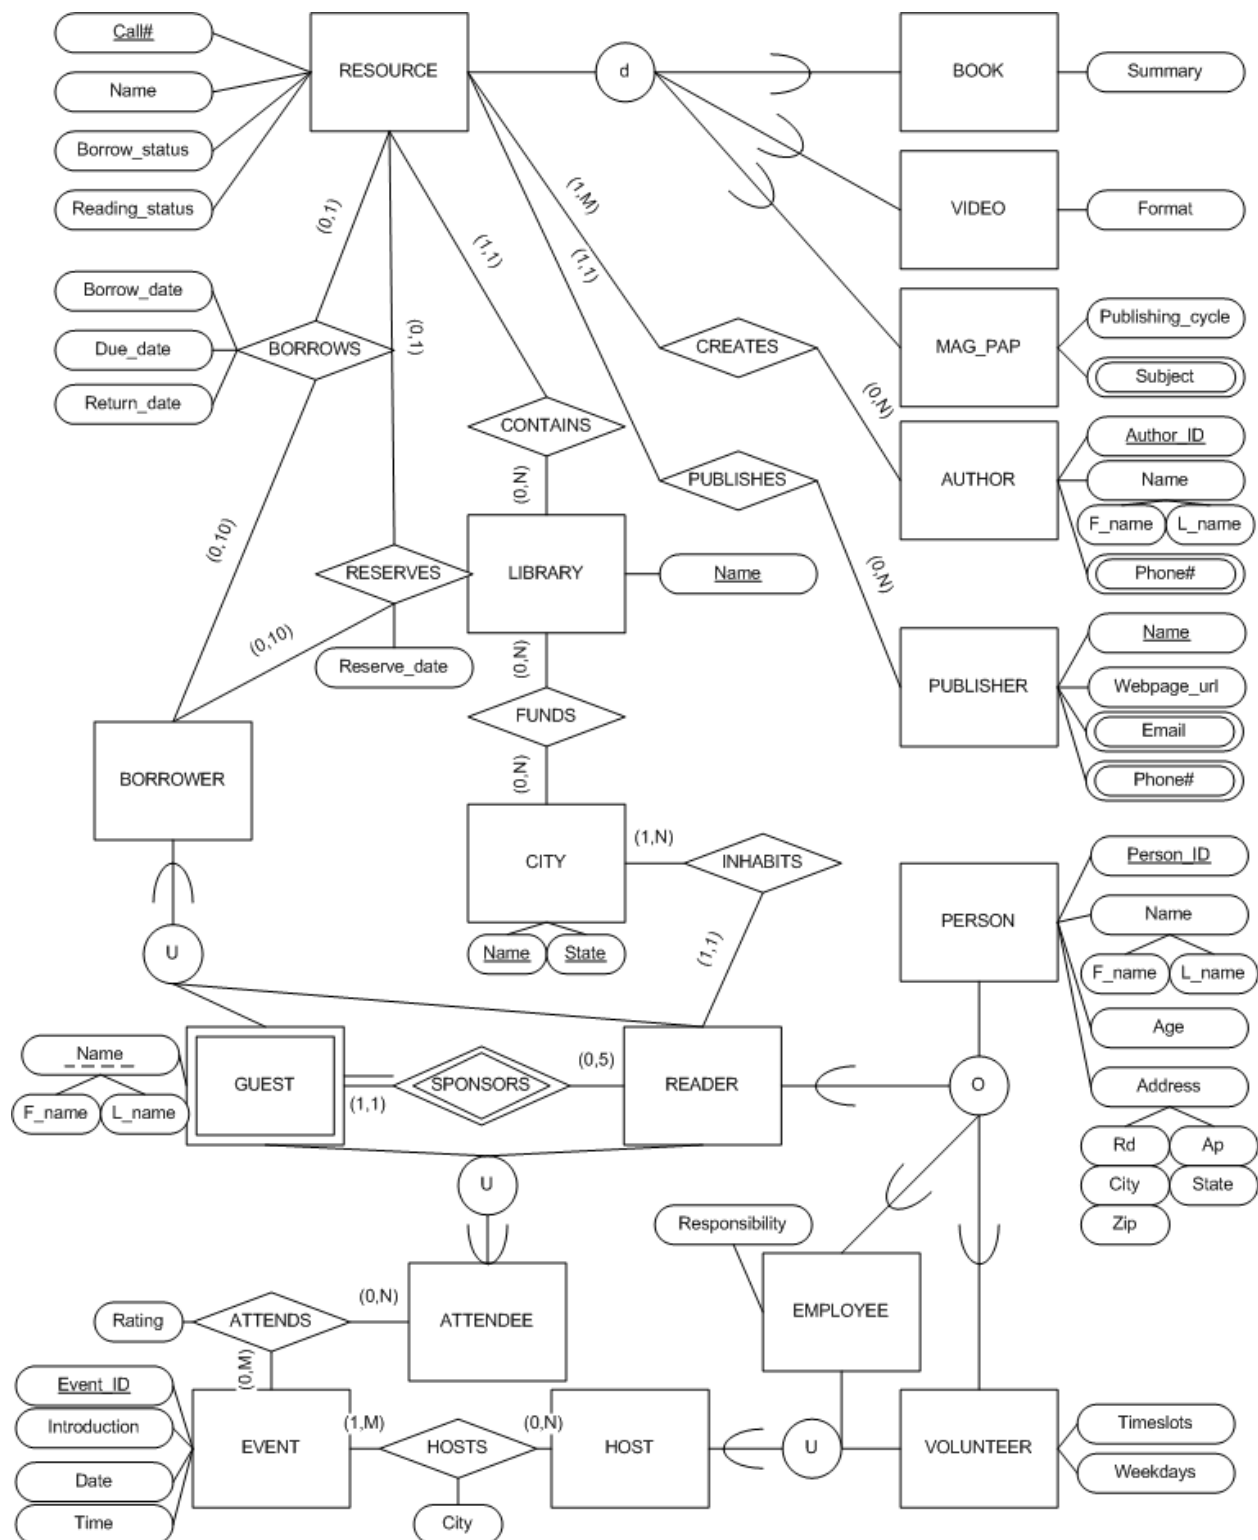 Call#
RESOURCE
d
BOOK
Summary
Name
Borrow_status
Reading_status
VIDEO
Format
(0,1)
(1,1)
(1,M)
(1,1)
(0,1)
Borrow_date
Due_date
Return_date
BORROWS
CREATES
MAG_PAP
Publishing_cycle
Subject
(0,N)
CONTAINS
(0,N)
PUBLISHES
AUTHOR
Author_ID
Name
F_name
L_name
Phone#
(0,10)
RESERVES
LIBRARY
Name
(0,N)
(0,10)
Reserve_date
(0,N)
PUBLISHER
Name
Webpage_url
Email
Phone#
FUNDS
(0,N)
BORROWER
CITY
(1,N)
INHABITS
Name
State
(1,1)
PERSON
Person_ID
Name
F_name
L_name
Age
Address
Rd
Ap
City
State
Zip
U
Name
F_name
L_name
GUEST
(1,1)
SPONSORS
(0,5)
READER
O
U
Responsibility
EMPLOYEE
Rating
ATTENDS
(0,N)
ATTENDEE
(0,M)
Event_ID
Introduction
Date
Time
EVENT
(1,M)
HOSTS
(0,N)
City
HOST
U
VOLUNTEER
Timeslots
Weekdays